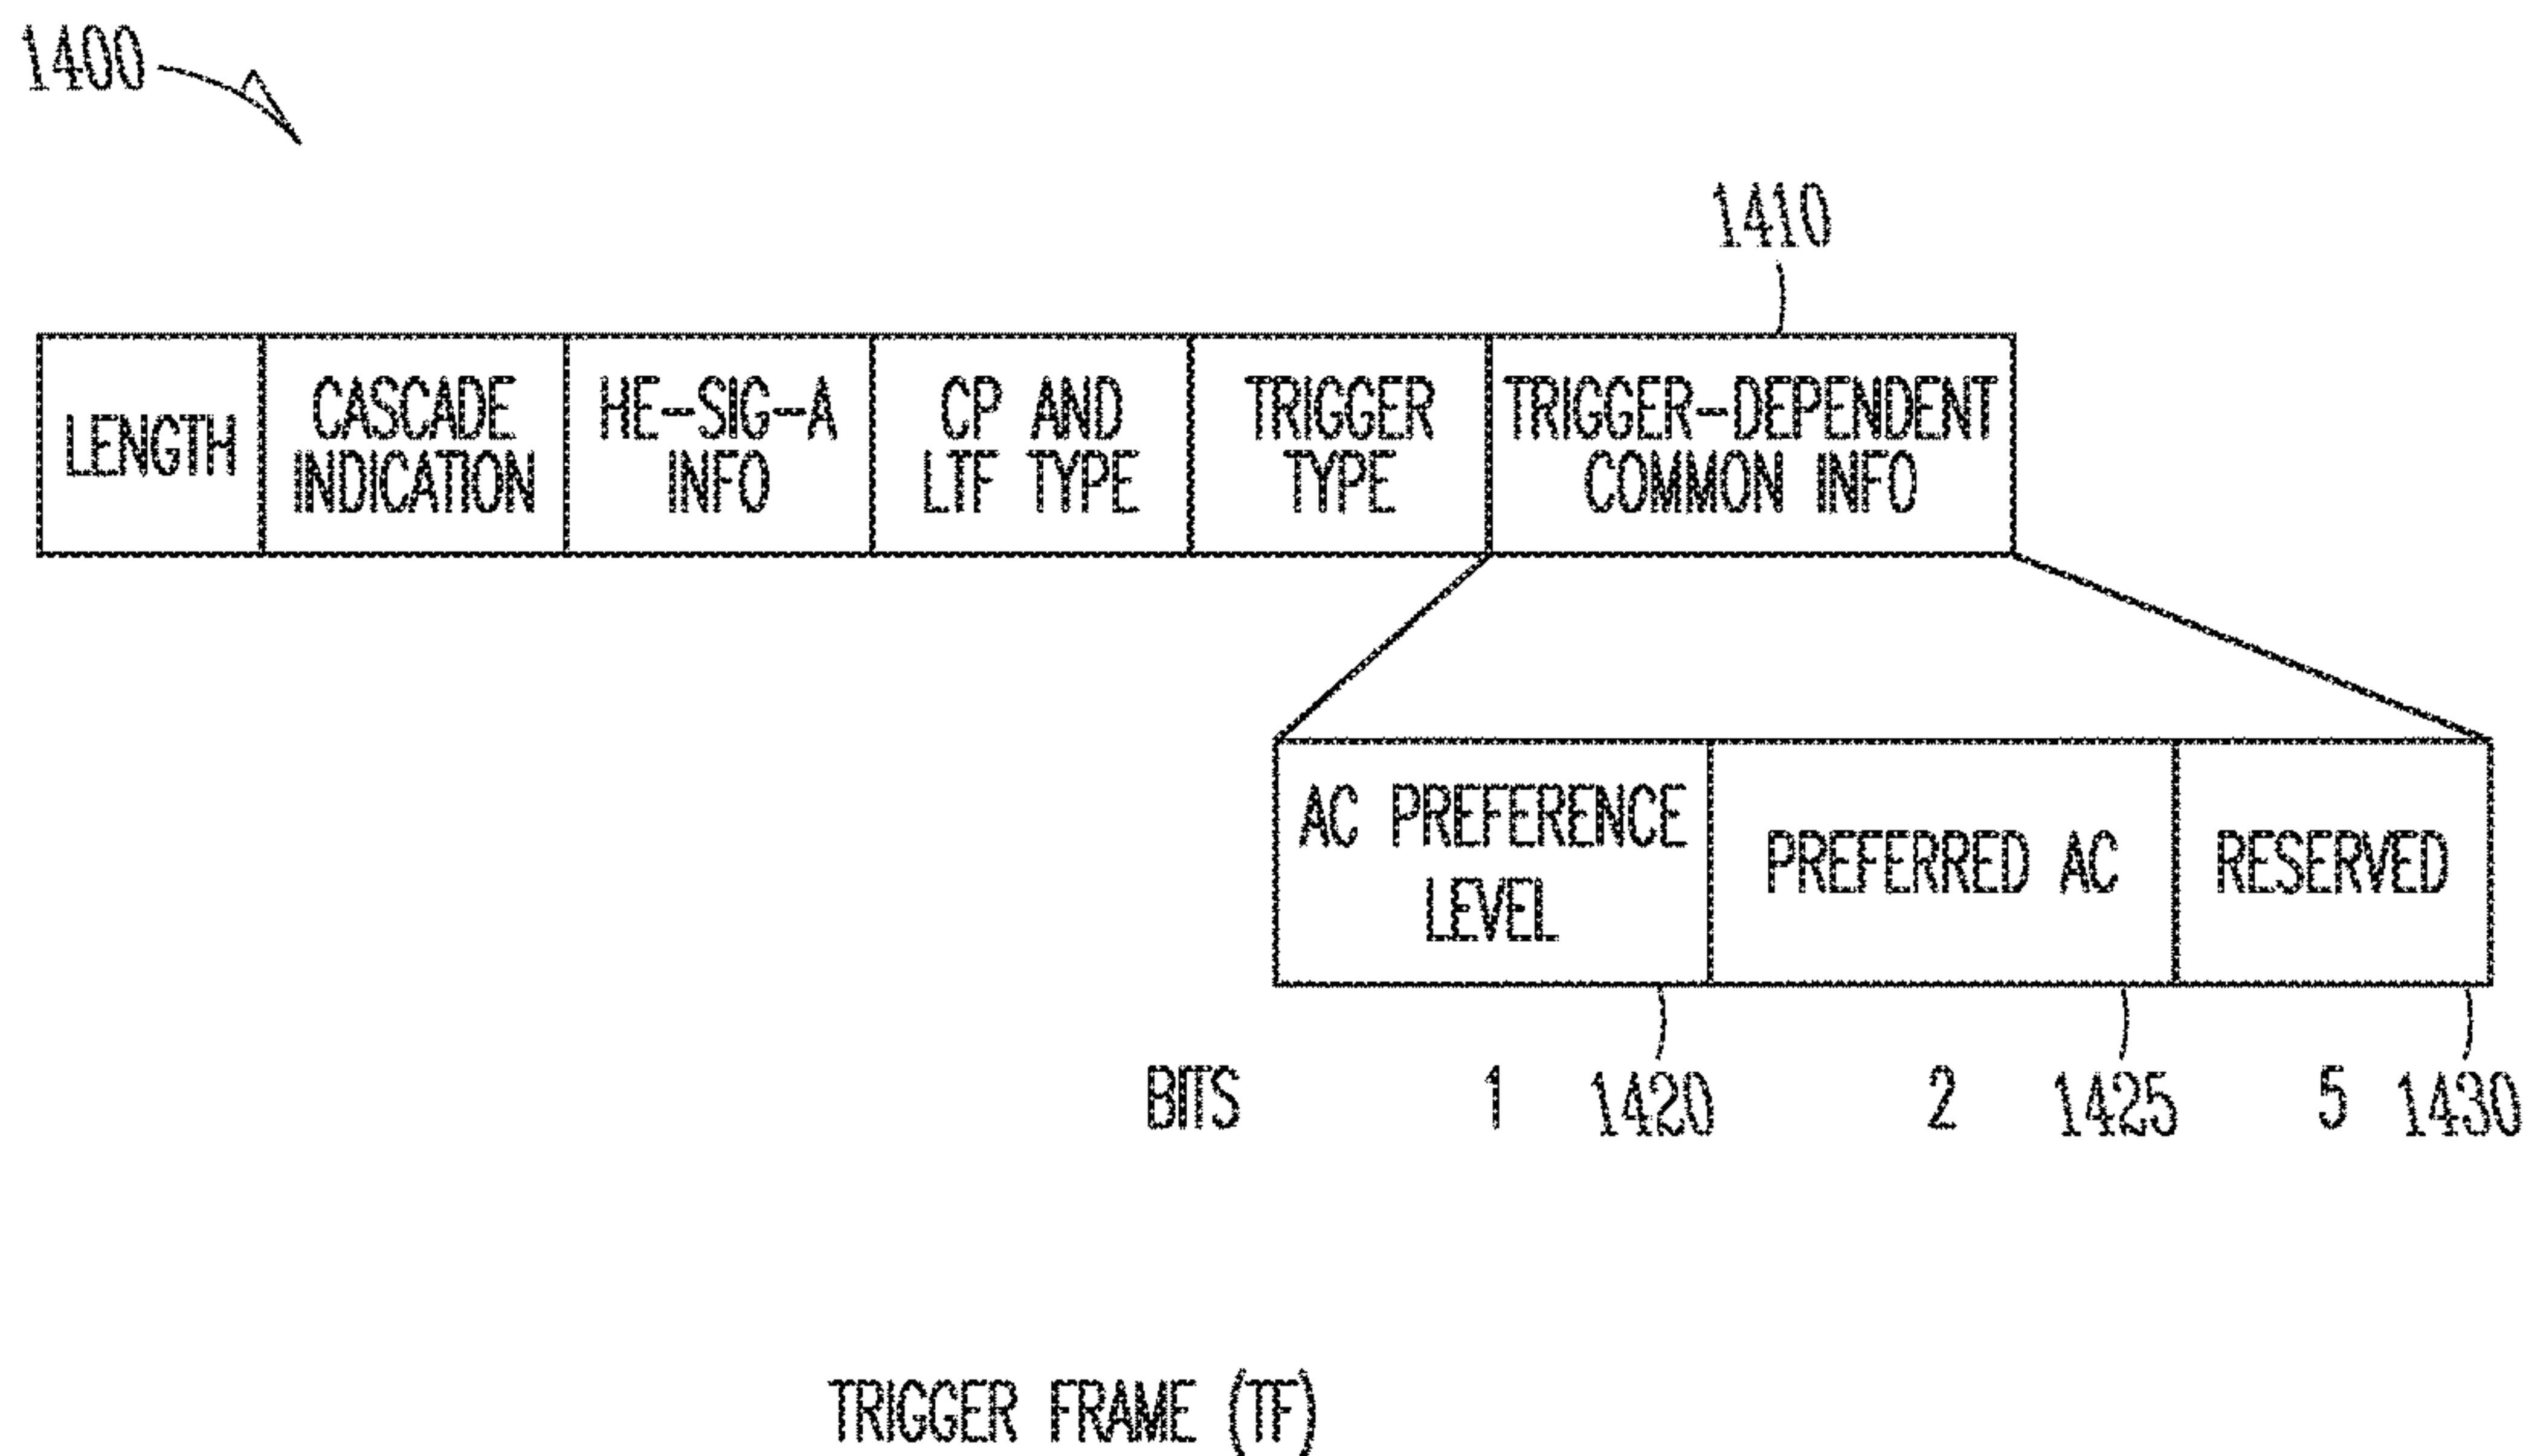 1400
1410
LENGTH
CASCADE
INDICATION
HE-SIG-A
INFO
CP AND
LTF TYPE
TRIGGER
TYPE
TRIGGER-DEPENDENT
COMMON INFO
AC PREFERENCE
LEVEL
PREFERRED AC
RESERVED
BITS 1 1420 2 1425 5 1430
TRIGGER FRAME (TF)